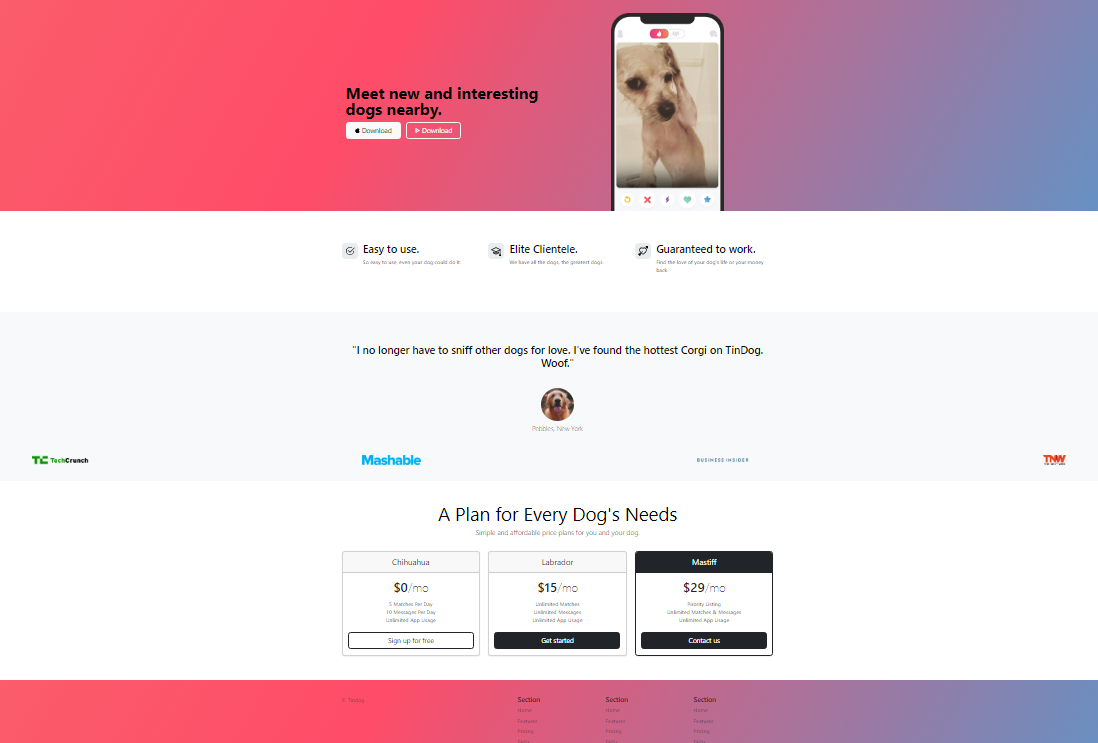 Meet new and interesting
dogs nearby.
Download
Download
Easy to use.
So easy to use, even your dog could do it.
Elite Clientele.
We have all the dogs, the greatest dogs.
Guaranteed to work.
Find the love of your dog's life or your money
back.
"I no longer have to sniff other dogs for love. I've found the hottest Corgi on TinDog.
Woof."
Pebbles, New York
TC TechCrunch
Mashable
BUSINESS INSIDER
TNW
A Plan for Every Dog's Needs
Simple and affordable price plans for you and your dog.
Chihuahua
$0/mo
5 Matches Per Day
10 Messages Per Day
Unlimited App Usage
Sign up for free
Labrador
$15/mo
Unlimited Matches
Unlimited Messages
Unlimited App Usage
Get started
Mastiff
$29/mo
Priority Listing
Unlimited Matches & Messages
Unlimited App Usage
Contact us
© TinDog
Section
Home
Features
Pricing
Section
Home
Features
Pricing
Section
Home
Features
Pricing